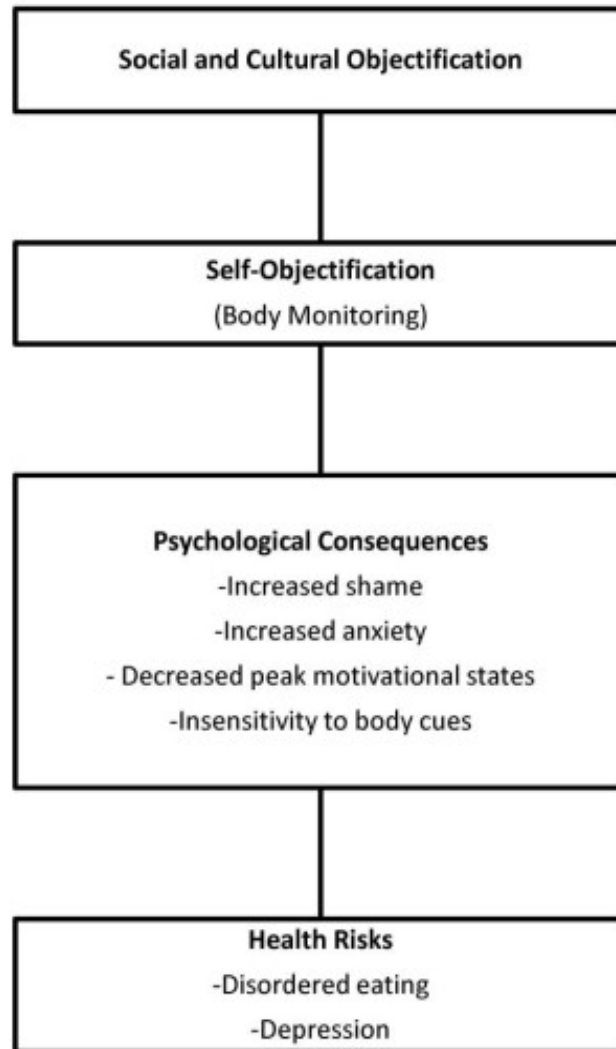 Social and Cultural Objectification
Self-Objectification
(Body Monitoring)
Psychological Consequences
-Increased shame
-Increased anxiety
- Decreased peak motivational states
-Insensitivity to body cues
Health Risks
-Disordered eating
-Depression